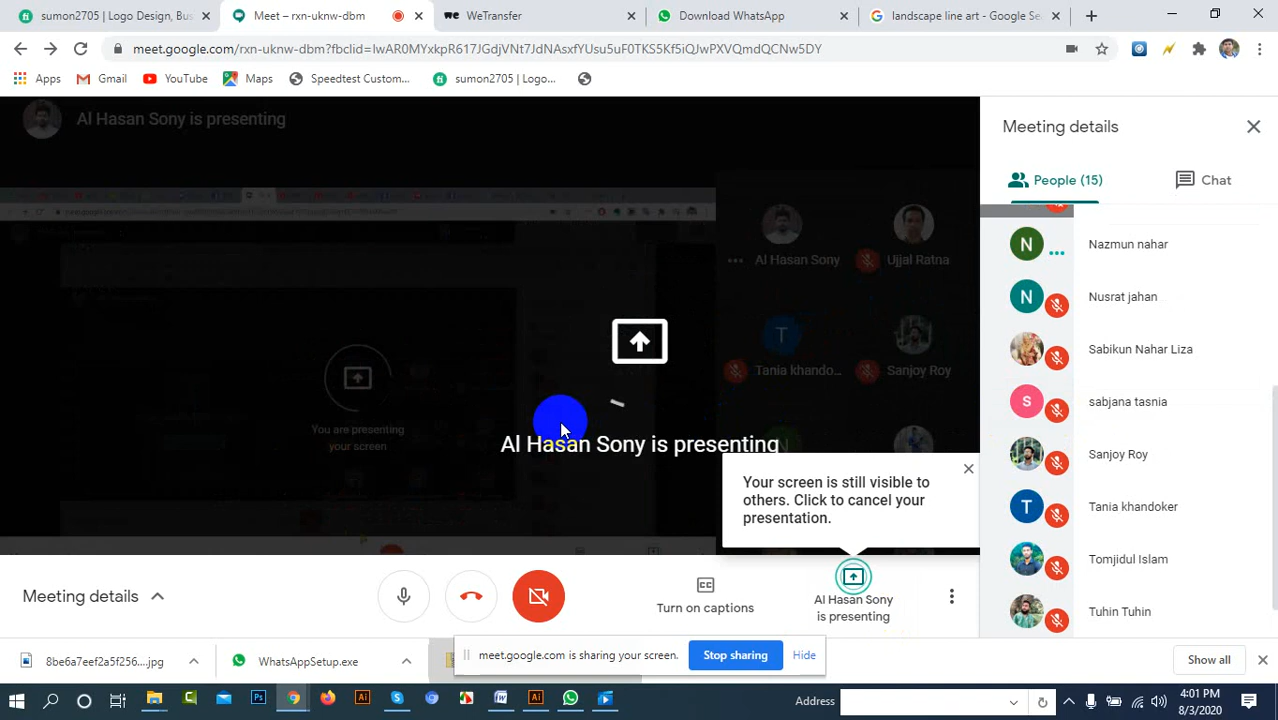 sumon2705 | Logo Design, Bus
Meet – rxn-uknw-dbm
WeTransfer
Download WhatsApp
landscape line art - Google Se
meet.google.com/rxn-uknw-dbm?fbclid=IwAR0MYxkpR617JGdjVNt7JdNAsxfYUsu5uF0TKS5Kf5iQJwPXVQmdQCNw5DY
Apps
Gmail
YouTube
Maps
Speedtest Custom...
sumon2705 | Logo...
Al Hasan Sony is presenting
Meeting details
People (15)
Chat
Al Hasan Sony
Ujjal Ratna
Tania khando...
Sanjoy Roy
You are presenting
your screen
Al Hasan Sony is presenting
Nazmun nahar
Nusrat jahan
Sabikun Nahar Liza
sabjana tasnia
Sanjoy Roy
Tania khandoker
Tomjidul Islam
Tuhin Tuhin
N
N
S
T
T
Your screen is still visible to
others. Click to cancel your
presentation.
Meeting details
Turn on captions
Al Hasan Sony
is presenting
8be6a7eef2a5f256....jpg
WhatsAppSetup.exe
meet.google.com is sharing your screen.
Stop sharing
Hide
Show all
Address
4:01 PM
8/3/2020